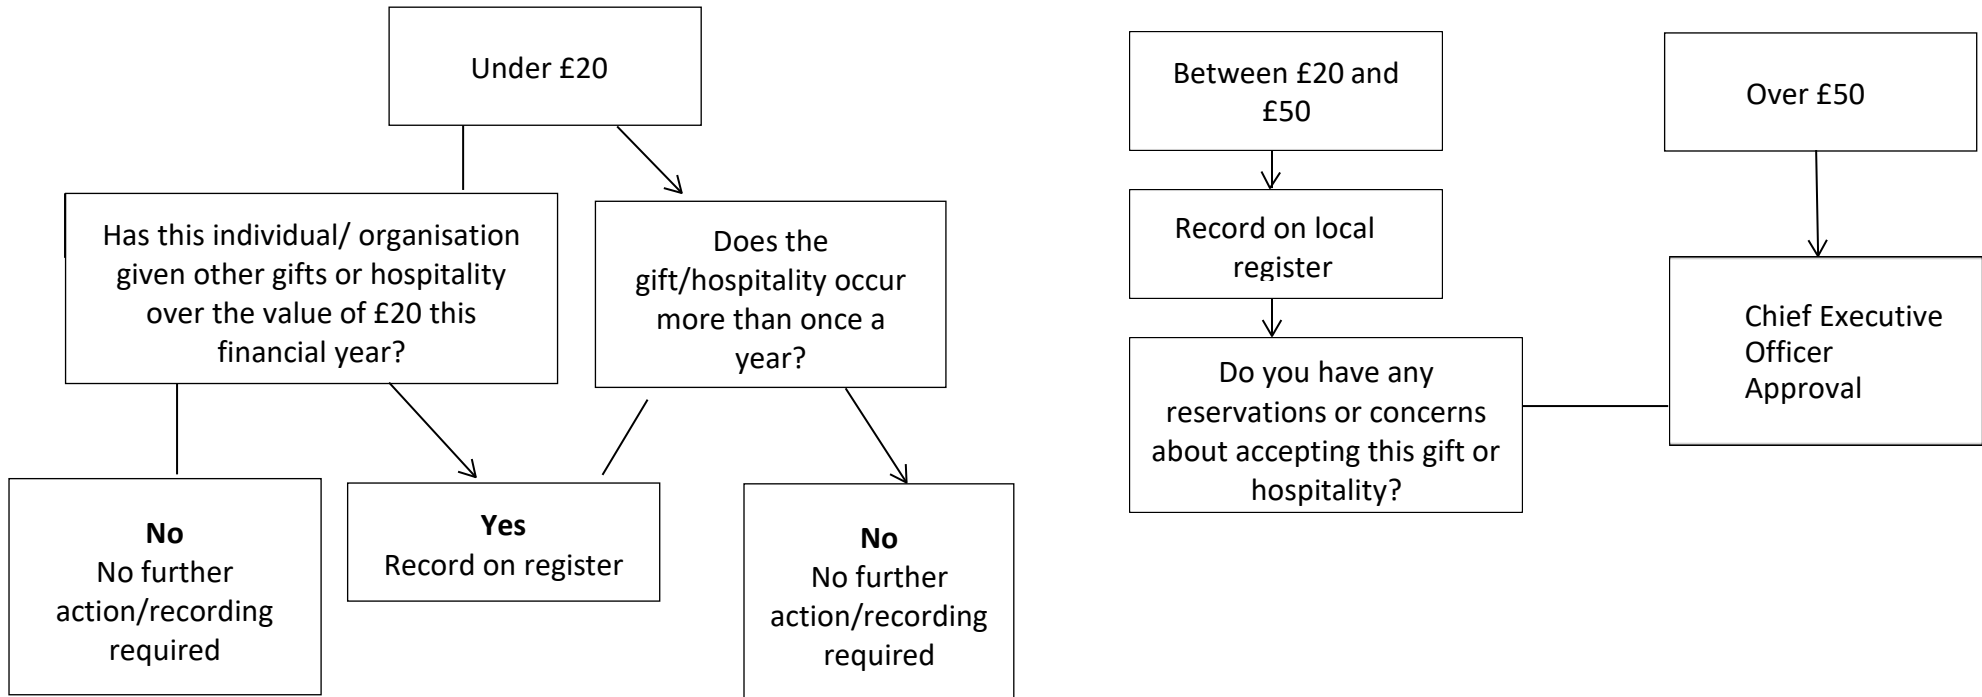 Under £20
Between £20 and
£50
Over £50
Has this individual/ organisation
given other gifts or hospitality
over the value of £20 this
financial year?
Does the
gift/hospitality occur
more than once a
year?
Record on local
register
Chief Executive
Officer
Approval
Do you have any
reservations or concerns
about accepting this gift or
hospitality?
No
No further
action/recording
required
Yes
Record on register
No
No further
action/recording
required